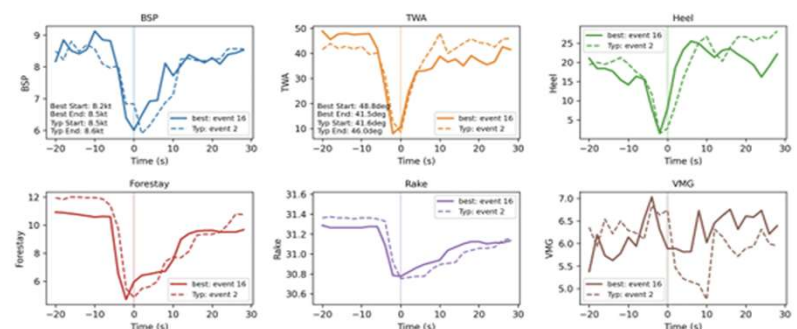 BSP
TWA
Heel
9
8
7
6
BSP
Best Start: 8.2kt
Best End: 8.5kt
Typ Start: 8.5kt
Typ End: 8.6kt
best: event 16
Typ: event 2
−20 −10 0 10 20 30
Time (s)
50
40
30
20
10
TWA
Best Start: 48.8deg
Best End: 41.5deg
Typ Start: 41.6deg
Typ End: 46.0deg
best: event 16
Typ: event 2
−20 −10 0 10 20 30
Time (s)
25
20
15
10
5
Heel
best: event 16
Typ: event 2
−20 −10 0 10 20 30
Time (s)
Forestay
Rake
VMG
12
10
8
6
Forestay
best: event 16
Typ: event 2
−20 −10 0 10 20 30
Time (s)
31.6
31.4
31.2
31.0
30.8
30.6
Rake
best: event 16
Typ: event 2
−20 −10 0 10 20 30
Time (s)
7.0
6.5
6.0
5.5
5.0
VMG
best: event 16
Typ: event 2
−20 −10 0 10 20 30
Time (s)